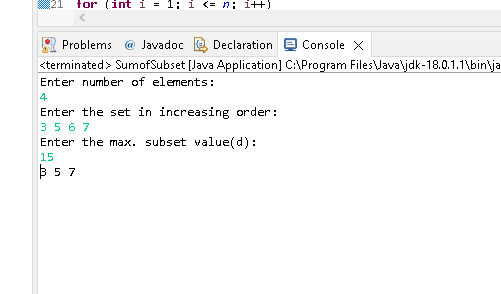 21 for (int i = 1; i <= n; i++)
Problems @ Javadoc Declaration Console
<terminated> SumofSubset [Java Application] C:\Program Files\Java\jdk-18.0.1.1\bin\ja
Enter number of elements:
4
Enter the set in increasing order:
3 5 6 7
Enter the max. subset value(d):
15
3 5 7